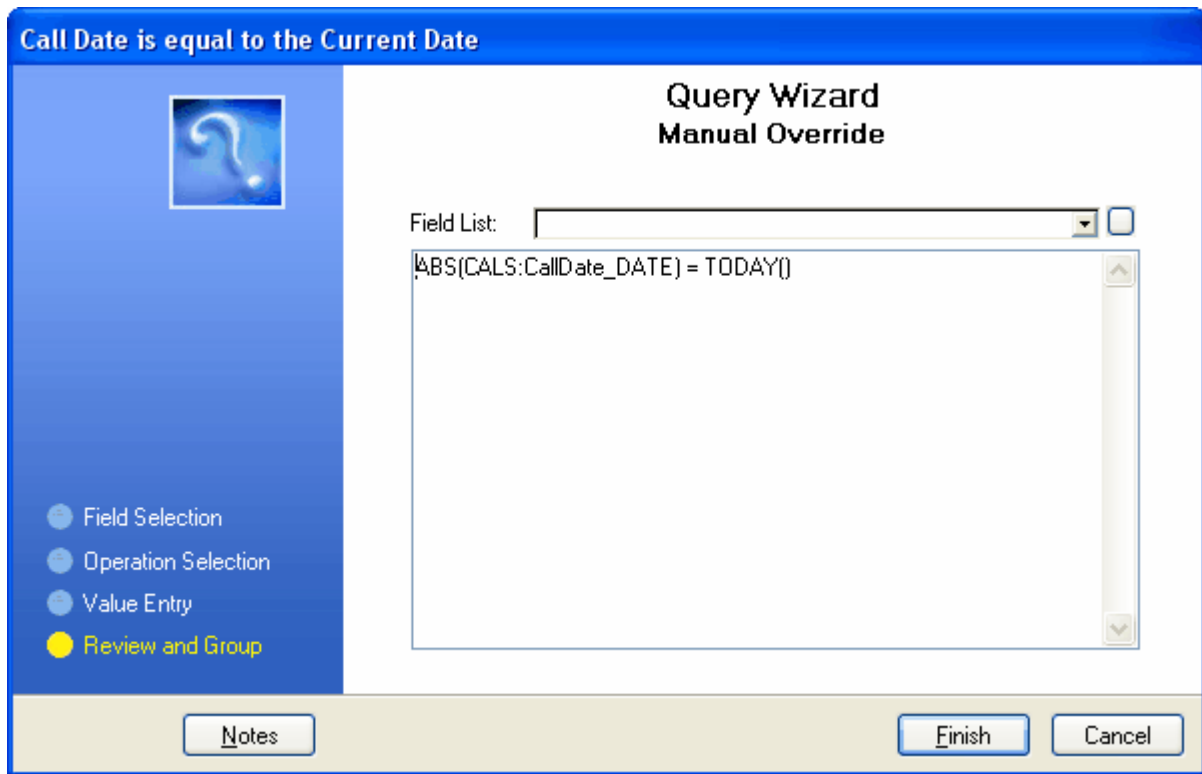 Call Date is equal to the Current Date
Query Wizard
Manual Override
Field List:
ABS(CALS:CallDate_DATE) = TODAY()
Field Selection
Operation Selection
Value Entry
Review and Group
Notes
Finish
Cancel